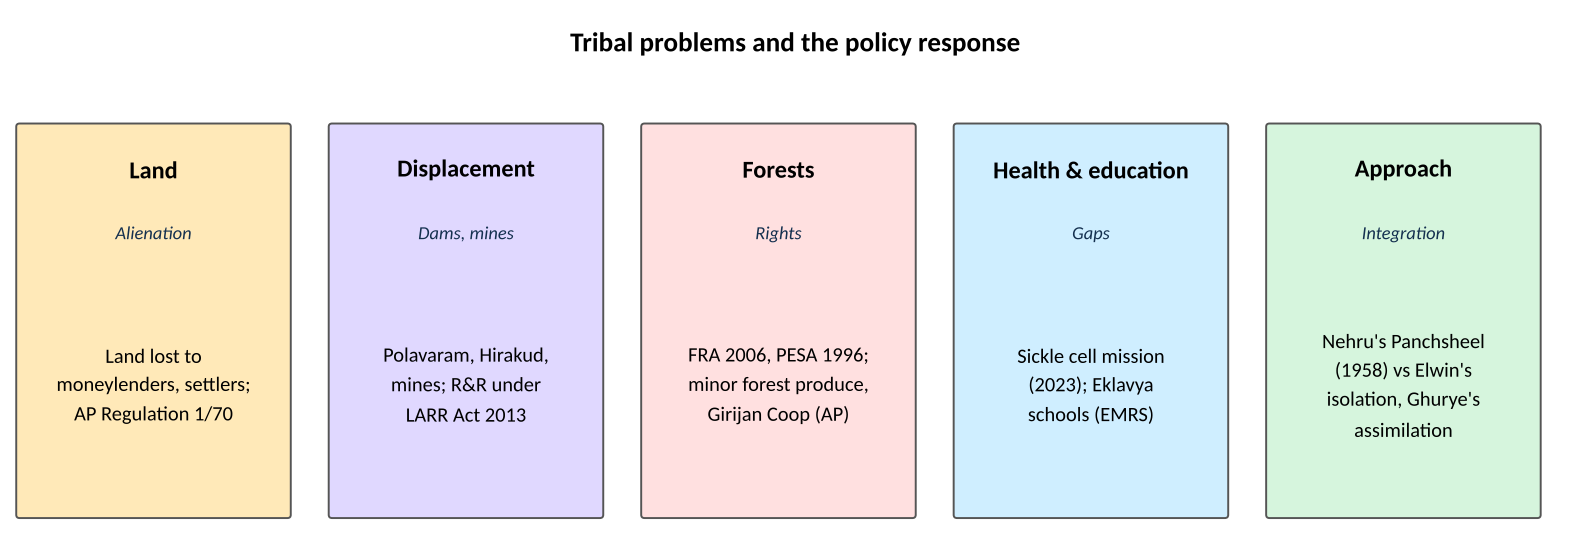 Tribal problems and the policy response
Land
Alienation
Land lost to
moneylenders, settlers;
AP Regulation 1/70
Displacement
Dams, mines
Polavaram, Hirakud,
mines; R&R under
LARR Act 2013
Forests
Rights
FRA 2006, PESA 1996;
minor forest produce,
Girijan Coop (AP)
Health & education
Gaps
Sickle cell mission
(2023); Eklavya
schools (EMRS)
Approach
Integration
Nehru's Panchsheel
(1958) vs Elwin's
isolation, Ghurye's
assimilation